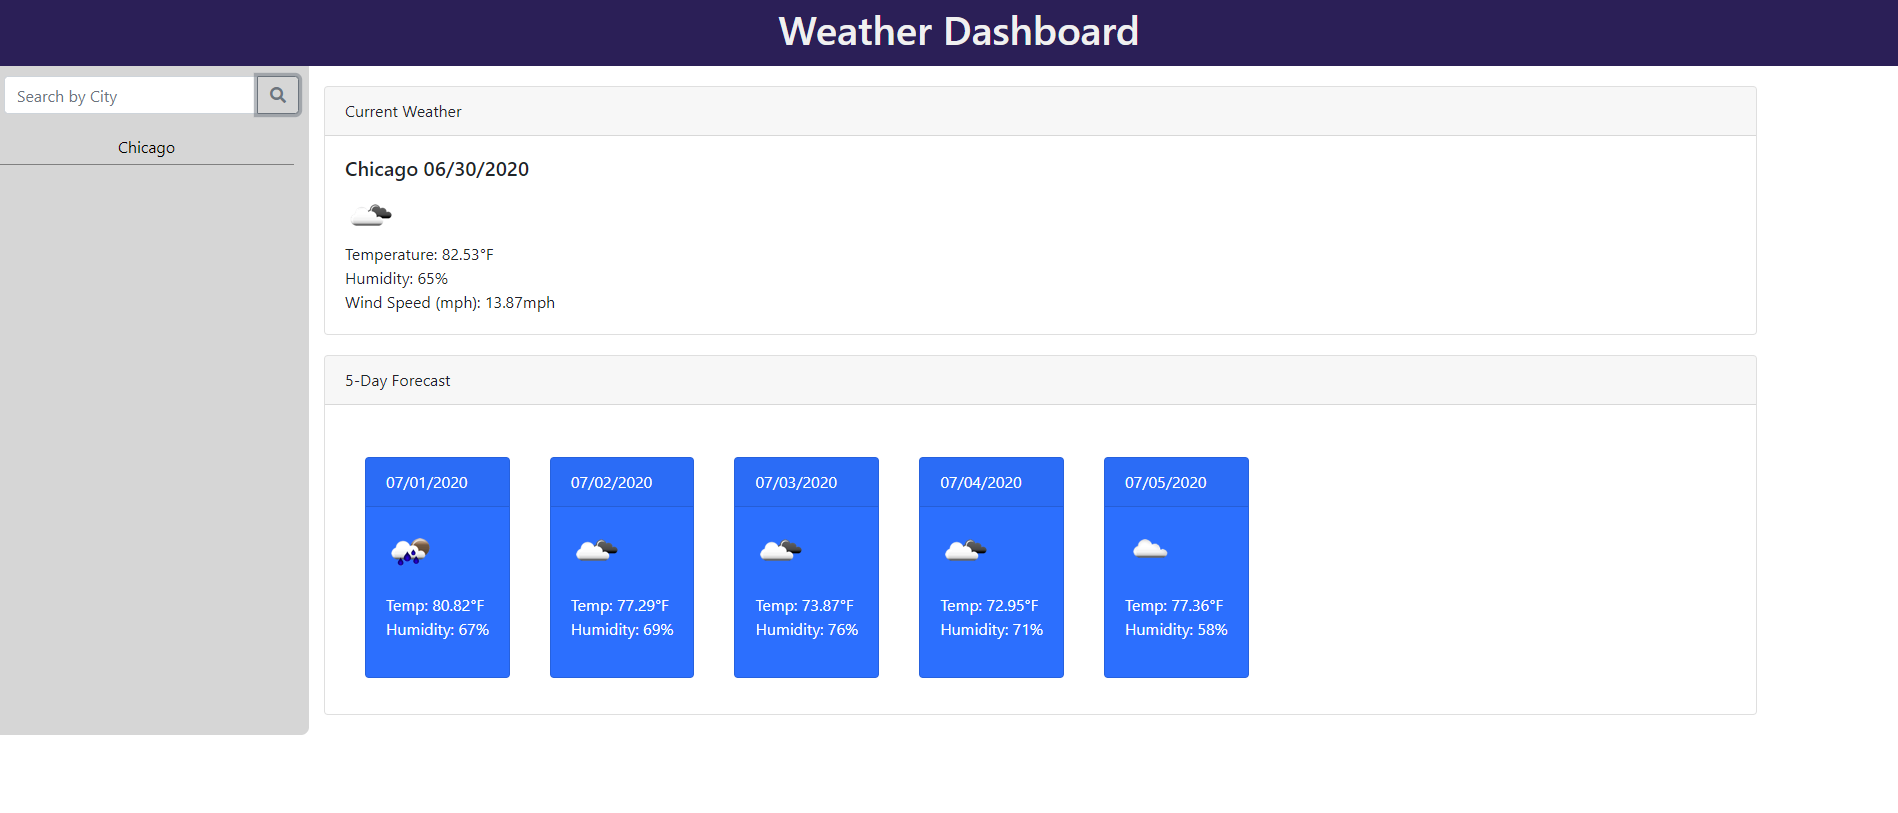 Weather Dashboard
Search by City
Chicago
Current Weather
Chicago 06/30/2020
Temperature: 82.53°F
Humidity: 65%
Wind Speed (mph): 13.87mph
5-Day Forecast
07/01/2020
Temp: 80.82°F
Humidity: 67%
07/02/2020
Temp: 77.29°F
Humidity: 69%
07/03/2020
Temp: 73.87°F
Humidity: 76%
07/04/2020
Temp: 72.95°F
Humidity: 71%
07/05/2020
Temp: 77.36°F
Humidity: 58%